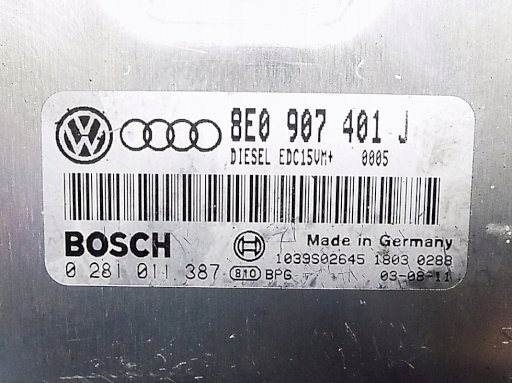 8E0 907 401 J
DIESEL EDC15VM+ 0005
BOSCH
Made in Germany
1039S02645 1803 0288
0 281 011 387 810 BPG 03-08-11